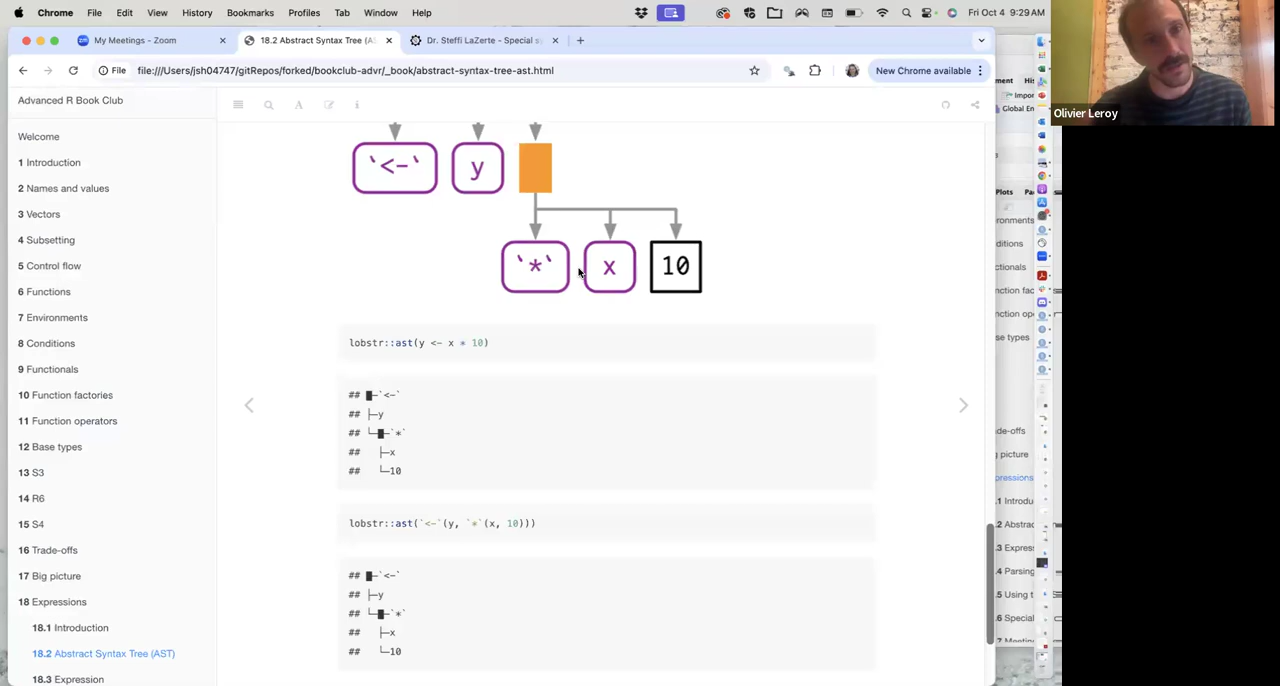 Chrome File Edit View History Bookmarks Profiles Tab Window Help Fri Oct 4 9:29 AM
My Meetings - Zoom 18.2 Abstract Syntax Tree (AS Dr. Steffi LaZerte - Special sy
File file:///Users/jsh04747/gitRepos/forked/bookclub-advr/_book/abstract-syntax-tree-ast.html New Chrome available
Olivier Leroy
Advanced R Book Club
Welcome
1 Introduction
2 Names and values
3 Vectors
4 Subsetting
5 Control flow
6 Functions
7 Environments
8 Conditions
9 Functionals
10 Function factories
11 Function operators
12 Base types
13 S3
14 R6
15 S4
16 Trade-offs
17 Big picture
18 Expressions
18.1 Introduction
18.2 Abstract Syntax Tree (AST)
18.3 Expression
`<-` y
`*` x 10
lobstr::ast(y <- x * 10)
## █─`<-`
## ├─y
## └─█─`*`
##   ├─x
##   └─10
lobstr::ast(`<-`(y, `*`(x, 10)))
## █─`<-`
## ├─y
## └─█─`*`
##   ├─x
##   └─10
Global En
Plots